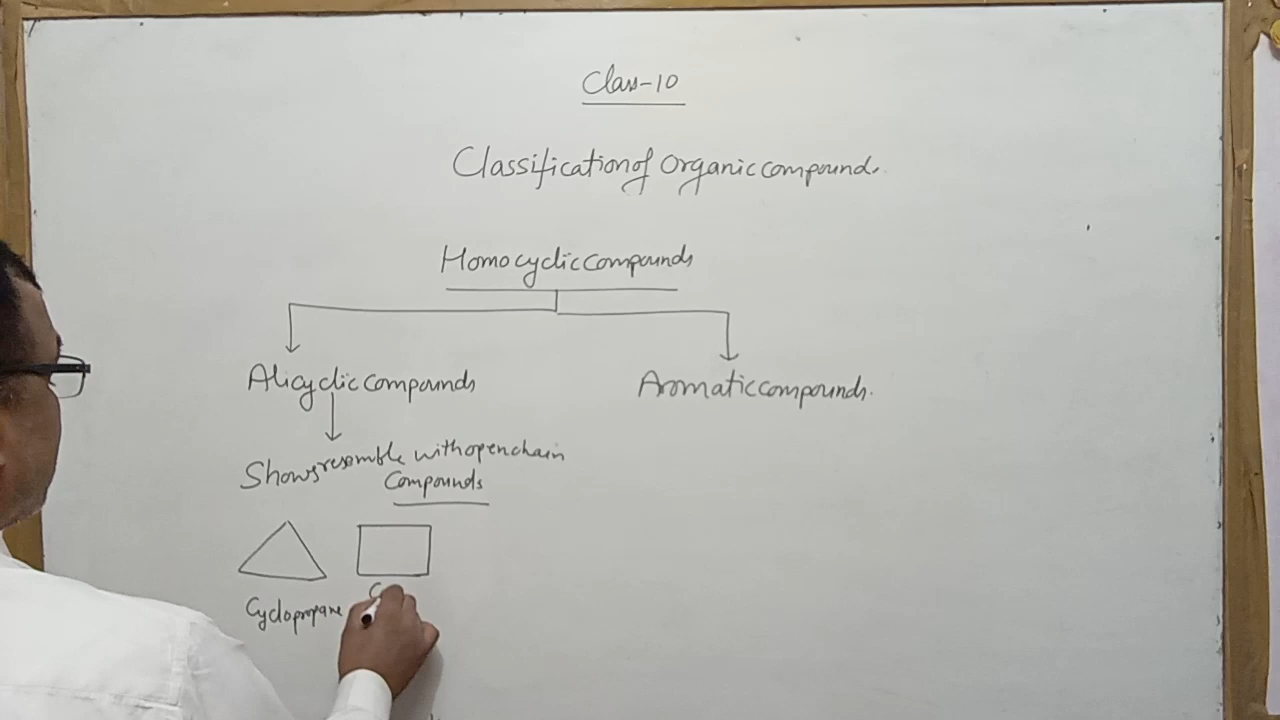 Class-10
Classification of Organic compound.
Homocyclic compounds
Alicyclic compounds
Aromatic compounds.
Shows resemble with open chain
Compounds
Cyclopropane
C